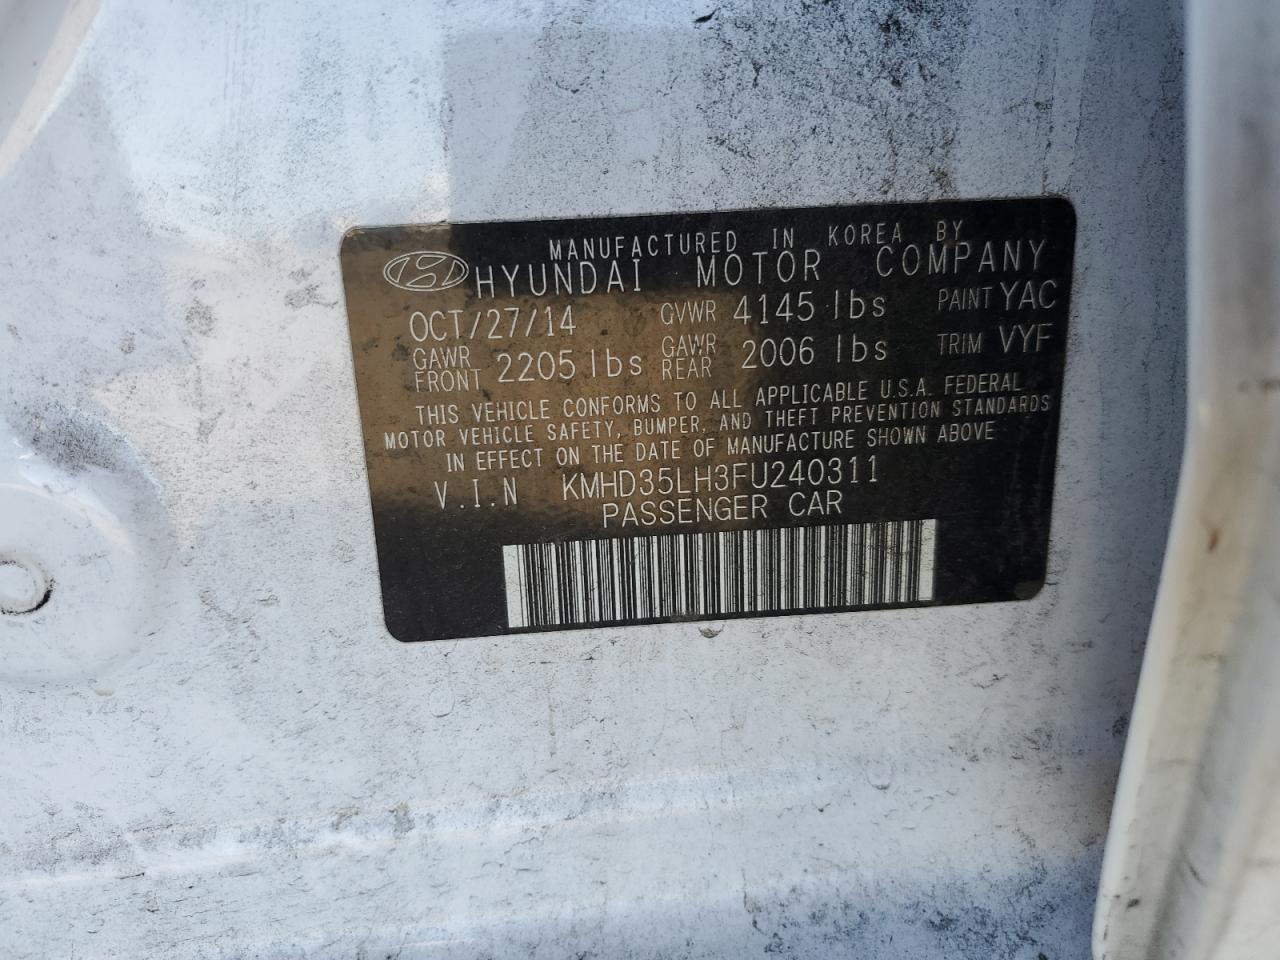 MANUFACTURED IN KOREA BY
HYUNDAI MOTOR COMPANY
OCT/27/14 GVWR 4145 lbs PAINT YAC
GAWR FRONT 2205 lbs GAWR REAR 2006 lbs TRIM VYF
THIS VEHICLE CONFORMS TO ALL APPLICABLE U.S.A. FEDERAL
MOTOR VEHICLE SAFETY, BUMPER, AND THEFT PREVENTION STANDARDS
IN EFFECT ON THE DATE OF MANUFACTURE SHOWN ABOVE
V.I.N KMHD35LH3FU240311
PASSENGER CAR